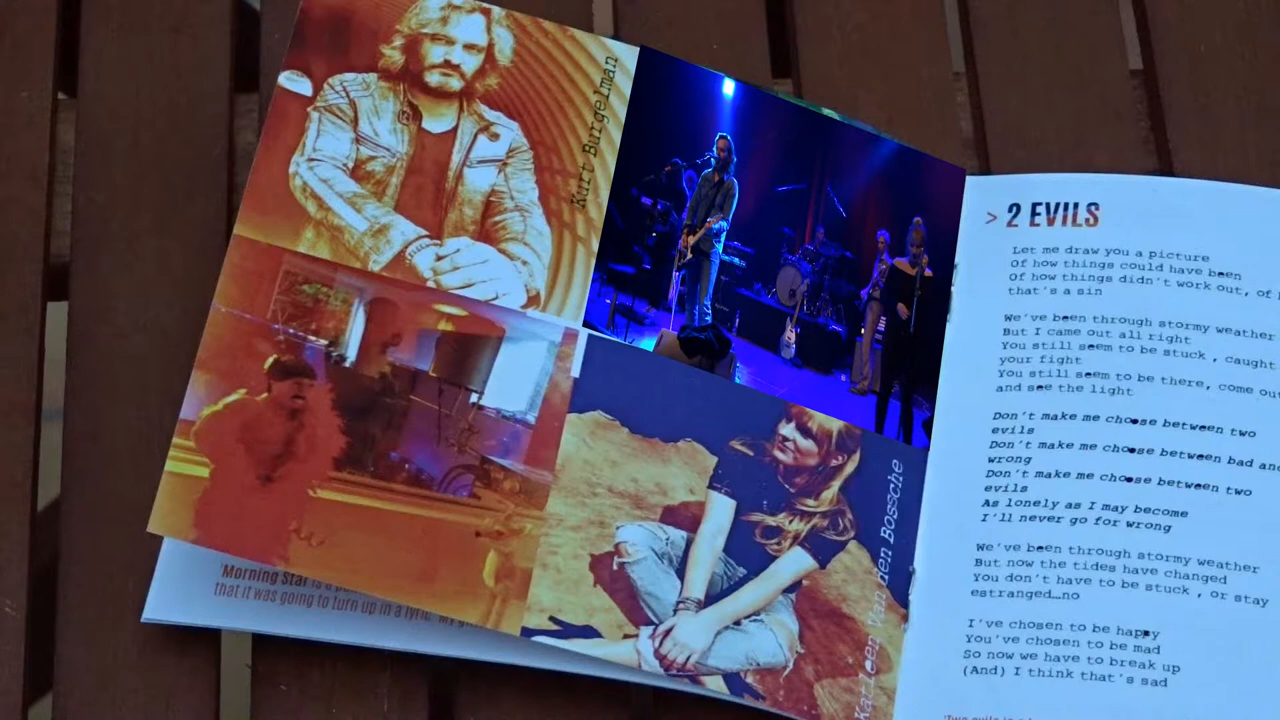 Kurt Burgelman
Katleen Van den Bossche
'Morning Star is a
that it was going to turn up in a lyric.
> 2 EVILS
Let me draw you a picture
Of how things could have been
Of how things didn't work out, of
that's a sin
We've been through stormy weather
But I came out all right
You still seem to be stuck , caught
your fight
You still seem to be there, come out
and see the light
Don't make me choose between two
evils
Don't make me choose between bad and
wrong
Don't make me choose between two
evils
As lonely as I may become
I'll never go for wrong
We've been through stormy weather
But now the tides have changed
You don't have to be stuck , or stay
estranged…no
I've chosen to be happy
You've chosen to be mad
So now we have to break up
(And) I think that's sad